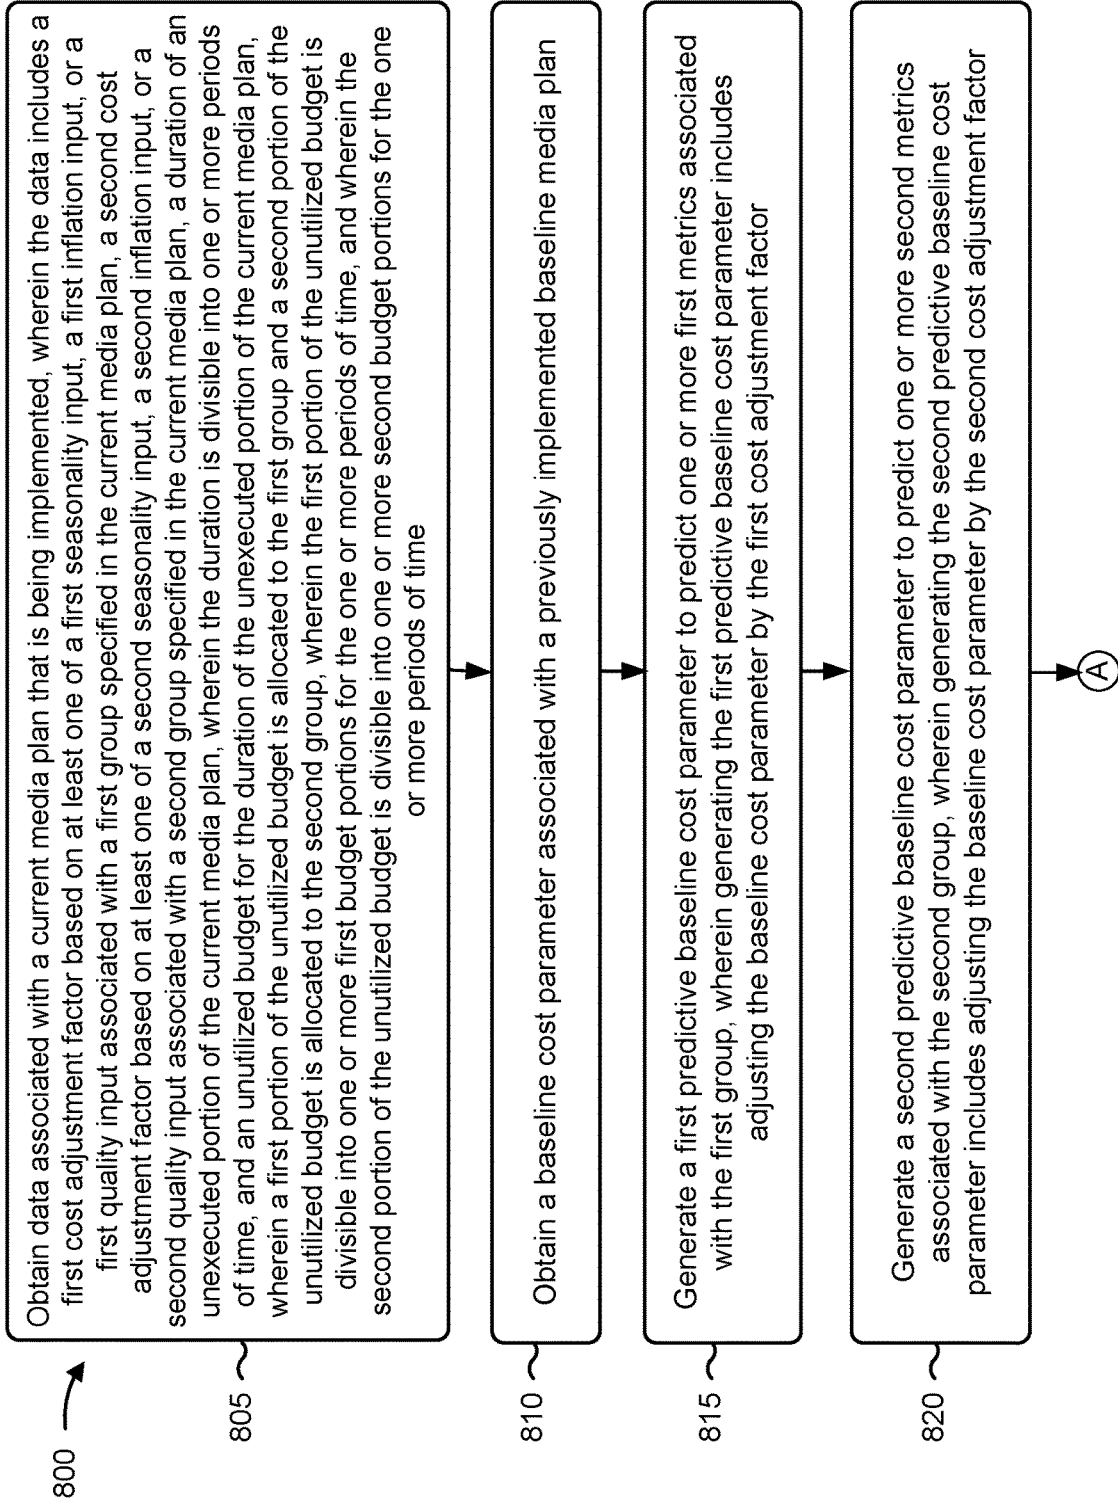 800
805
Obtain data associated with a current media plan that is being implemented, wherein the data includes a
first cost adjustment factor based on at least one of a first seasonality input, a first inflation input, or a
first quality input associated with a first group specified in the current media plan, a second cost
adjustment factor based on at least one of a second seasonality input, a second inflation input, or a
second quality input associated with a second group specified in the current media plan, a duration of an
unexecuted portion of the current media plan, wherein the duration is divisible into one or more periods
of time, and an unutilized budget for the duration of the unexecuted portion of the current media plan,
wherein a first portion of the unutilized budget is allocated to the first group and a second portion of the
unutilized budget is allocated to the second group, wherein the first portion of the unutilized budget is
divisible into one or more first budget portions for the one or more periods of time, and wherein the
second portion of the unutilized budget is divisible into one or more second budget portions for the one
or more periods of time
810
Obtain a baseline cost parameter associated with a previously implemented baseline media plan
815
Generate a first predictive baseline cost parameter to predict one or more first metrics associated
with the first group, wherein generating the first predictive baseline cost parameter includes
adjusting the baseline cost parameter by the first cost adjustment factor
820
Generate a second predictive baseline cost parameter to predict one or more second metrics
associated with the second group, wherein generating the second predictive baseline cost
parameter includes adjusting the baseline cost parameter by the second cost adjustment factor
A